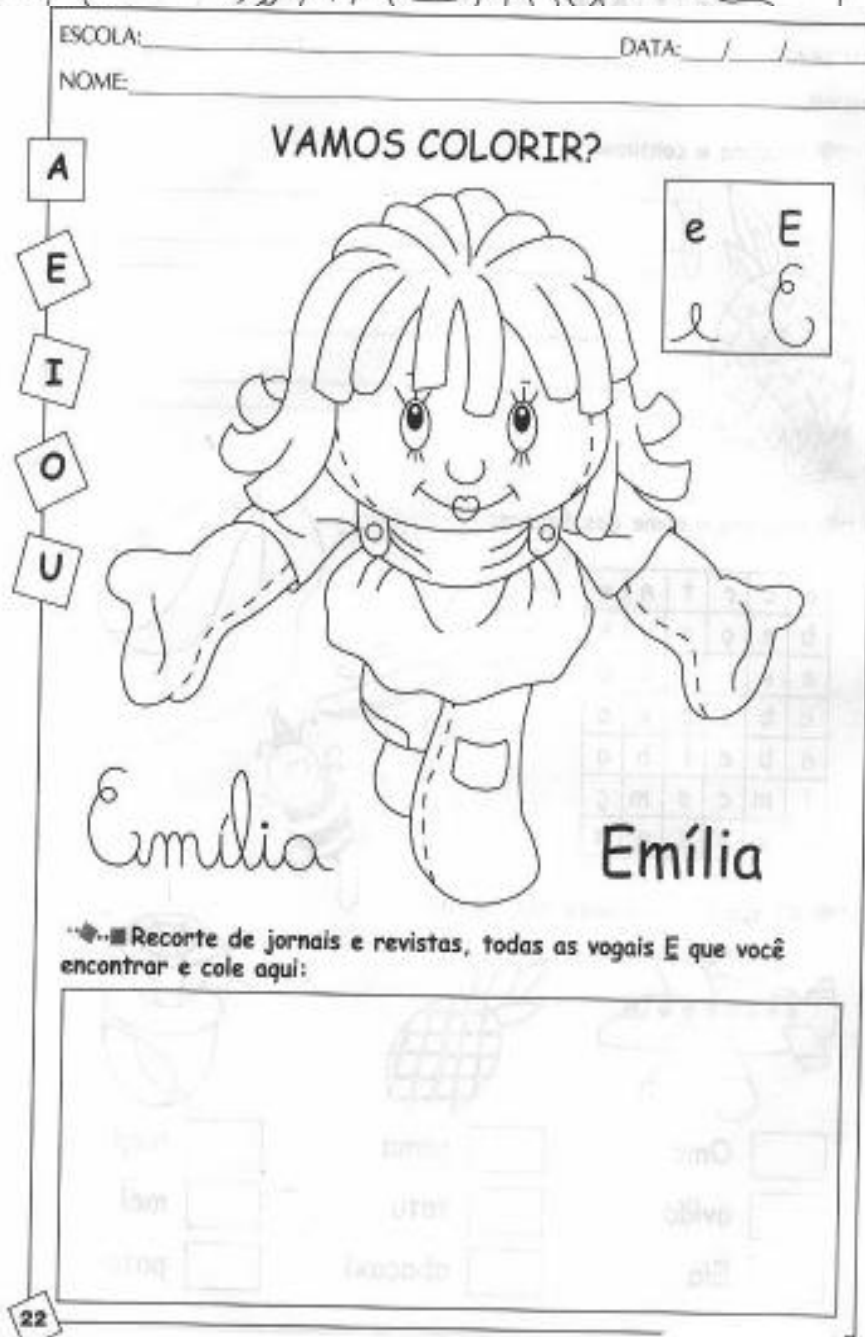 ESCOLA: DATA: / /
NOME:
VAMOS COLORIR?
A
E
I
O
U
e E
e E
Emília
Emília
Recorte de jornais e revistas, todas as vogais E que você
encontrar e cole aqui:
22